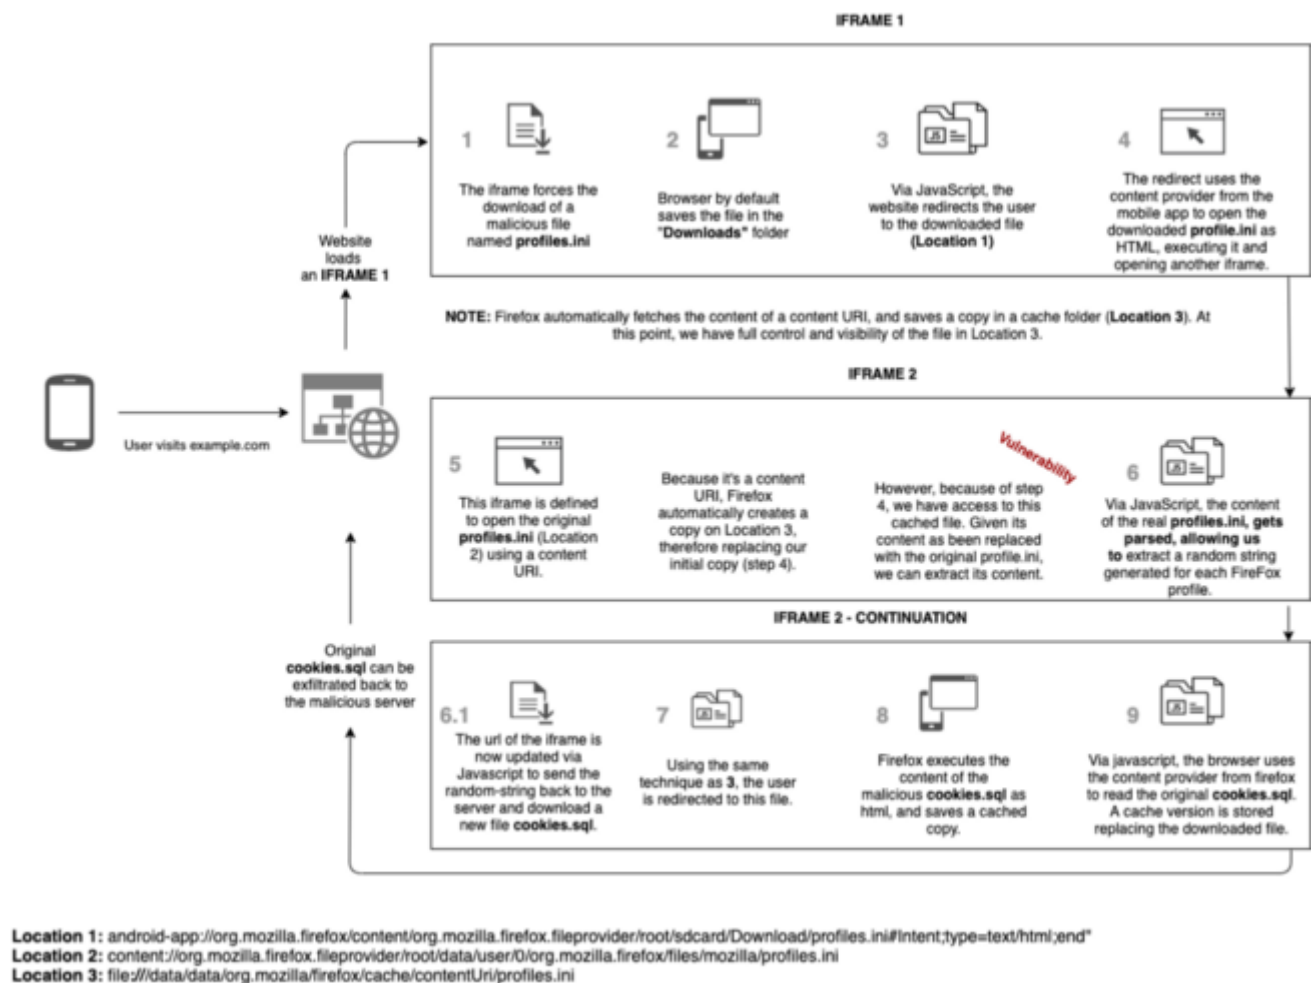 IFRAME 1
1
The iframe forces the
download of a
malicious file
named profiles.ini
2
Browser by default
saves the file in the
"Downloads" folder
3
Via JavaScript, the
website redirects the user
to the downloaded file
(Location 1)
4
The redirect uses the
content provider from the
mobile app to open the
downloaded profile.ini as
HTML, executing it and
opening another iframe.
Website
loads
an IFRAME 1
NOTE: Firefox automatically fetches the content of a content URI, and saves a copy in a cache folder (Location 3). At
this point, we have full control and visibility of the file in Location 3.
User visits example.com
IFRAME 2
5
This iframe is defined
to open the original
profiles.ini (Location
2) using a content
URI.
Because it's a content
URI, Firefox
automatically creates a
copy on Location 3,
therefore replacing our
initial copy (step 4).
Vulnerability
However, because of step
4, we have access to this
cached file. Given its
content as been replaced
with the original profile.ini,
we can extract its content.
6
Via JavaScript, the content
of the real profiles.ini, gets
parsed, allowing us
to extract a random string
generated for each FireFox
profile.
IFRAME 2 - CONTINUATION
6.1
The url of the iframe is
now updated via
Javascript to send the
random-string back to the
server and download a
new file cookies.sql.
7
Using the same
technique as 3, the user
is redirected to this file.
8
Firefox executes the
content of the
malicious cookies.sql as
html, and saves a cached
copy.
9
Via javascript, the browser uses
the content provider from firefox
to read the original cookies.sql.
A cache version is stored
replacing the downloaded file.
Original
cookies.sql can be
exfiltrated back to
the malicious server
Location 1: android-app://org.mozilla.firefox/content/org.mozilla.firefox.fileprovider/root/sdcard/Download/profiles.ini#Intent;type=text/html;end"
Location 2: content://org.mozilla.firefox.fileprovider/root/data/user/0/org.mozilla.firefox/files/mozilla/profiles.ini
Location 3: file:///data/data/org.mozilla/firefox/cache/contentUri/profiles.ini